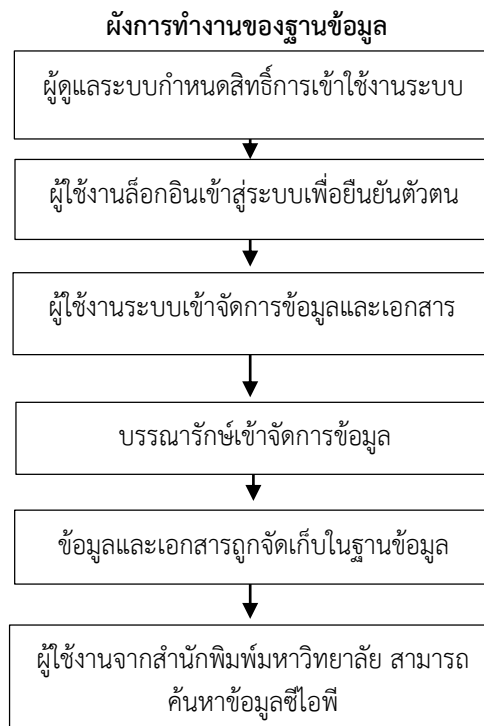 ผังการทำงานของฐานข้อมูล
ผู้ดูแลระบบกำหนดสิทธิ์การเข้าใช้งานระบบ
ผู้ใช้งานล็อกอินเข้าสู่ระบบเพื่อยืนยันตัวตน
ผู้ใช้งานระบบเข้าจัดการข้อมูลและเอกสาร
บรรณารักษ์เข้าจัดการข้อมูล
ข้อมูลและเอกสารถูกจัดเก็บในฐานข้อมูล
ผู้ใช้งานจากสำนักพิมพ์มหาวิทยาลัย สามารถ
ค้นหาข้อมูลซีไอพี